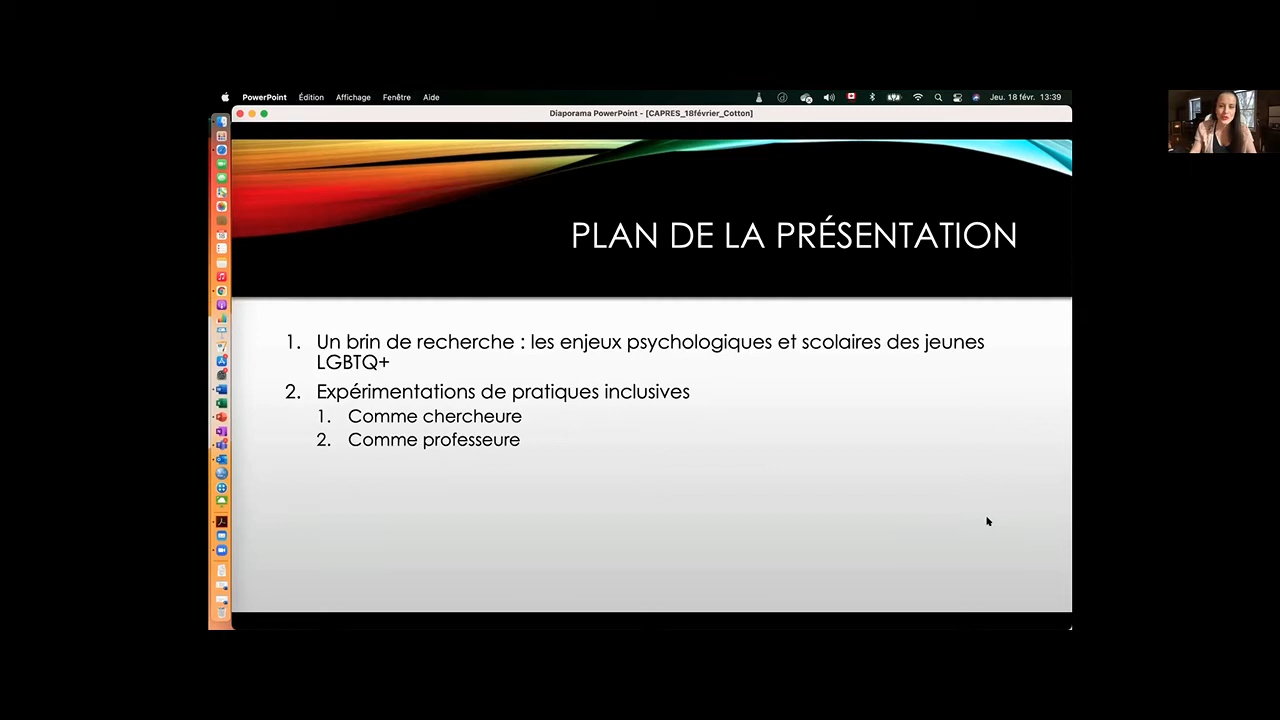 PowerPoint Édition Affichage Fenêtre Aide Jeu. 18 févr. 13:39
Diaporama PowerPoint - [CAPRES_18février_Cotton]
PLAN DE LA PRÉSENTATION
1. Un brin de recherche : les enjeux psychologiques et scolaires des jeunes
LGBTQ+
2. Expérimentations de pratiques inclusives
1. Comme chercheure
2. Comme professeure